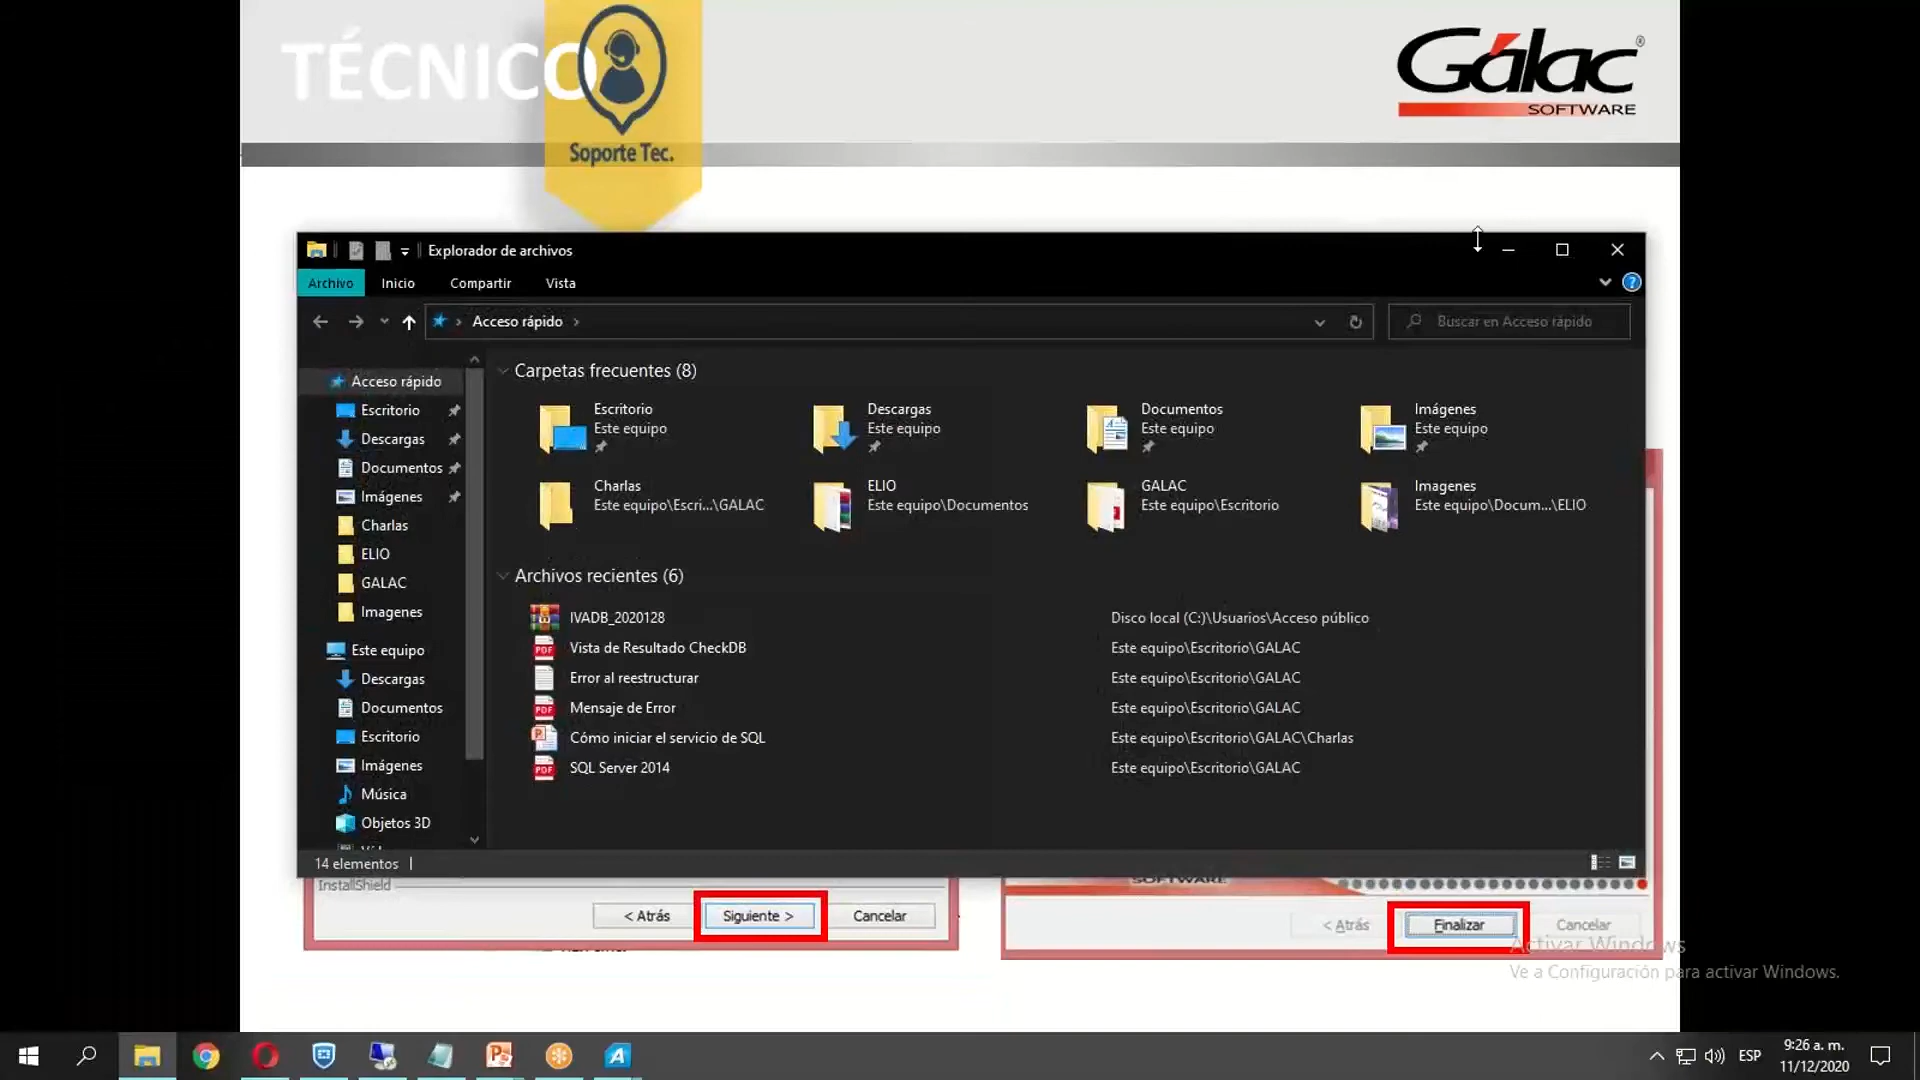 TÉCNICO
Soporte Tec.
Gálac®
SOFTWARE
Explorador de archivos
Archivo Inicio Compartir Vista
Acceso rápido
Buscar en Acceso rápido
Acceso rápido
Escritorio
Descargas
Documentos
Imágenes
Charlas
ELIO
GALAC
Imagenes
Este equipo
Descargas
Documentos
Escritorio
Imágenes
Música
Objetos 3D
Carpetas frecuentes (8)
Escritorio
Este equipo
Descargas
Este equipo
Documentos
Este equipo
Imágenes
Este equipo
Charlas
Este equipo\Escri...\GALAC
ELIO
Este equipo\Documentos
GALAC
Este equipo\Escritorio
Imagenes
Este equipo\Docum...\ELIO
Archivos recientes (6)
IVADB_2020128 Disco local (C:)\Usuarios\Acceso público
Vista de Resultado CheckDB Este equipo\Escritorio\GALAC
Error al reestructurar Este equipo\Escritorio\GALAC
Mensaje de Error Este equipo\Escritorio\GALAC
Cómo iniciar el servicio de SQL Este equipo\Escritorio\GALAC\Charlas
SQL Server 2014 Este equipo\Escritorio\GALAC
14 elementos
InstallShield
< Atrás Siguiente > Cancelar
SOFTWARE
< Atrás Finalizar Cancelar
Activar Windows
Ve a Configuración para activar Windows.
ESP
9:26 a. m.
11/12/2020